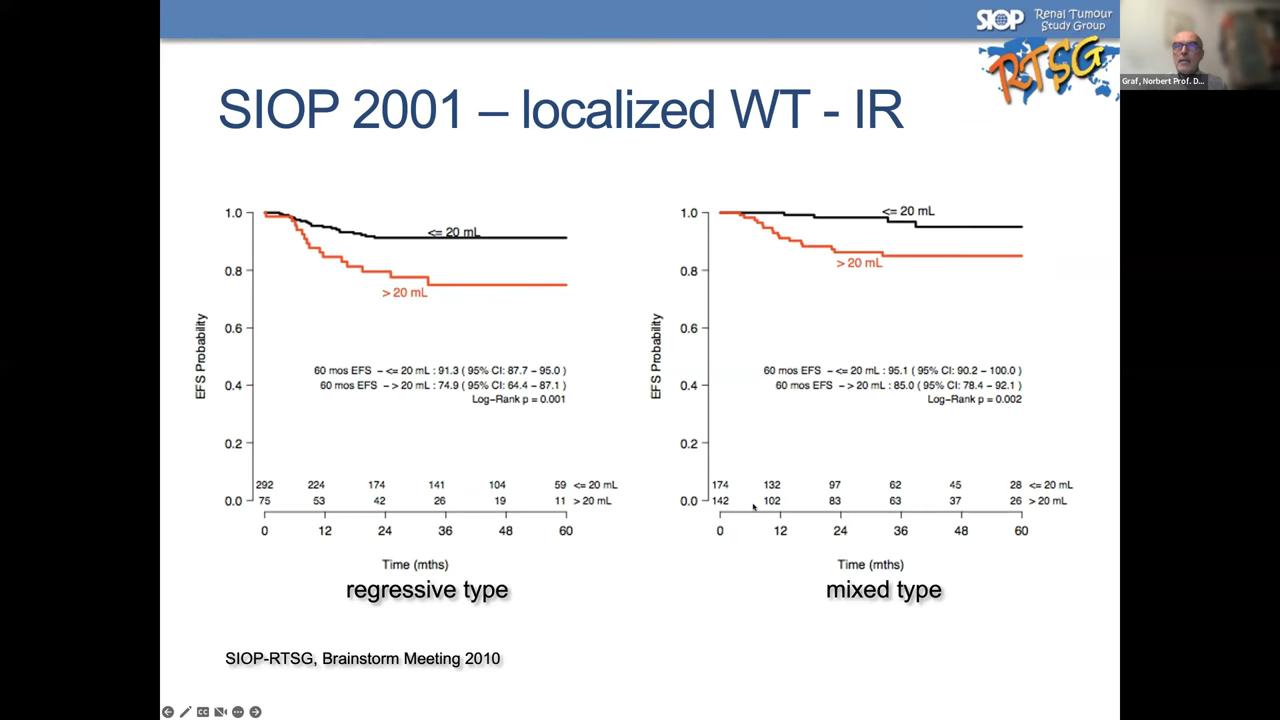 SIOP Renal Tumour
Study Group
RTSG
Graf, Norbert Prof. D...
SIOP 2001 – localized WT - IR
1.0
0.8
0.6
0.4
0.2
0.0
EFS Probability
<= 20 mL
> 20 mL
60 mos EFS – <= 20 mL : 91.3 ( 95% CI: 87.7 – 95.0 )
60 mos EFS –> 20 mL : 74.9 ( 95% CI: 64.4 – 87.1 )
Log–Rank p = 0.001
292 224 174 141 104 59 <= 20 mL
75 53 42 26 19 11 > 20 mL
0 12 24 36 48 60
Time (mths)
regressive type
1.0
0.8
0.6
0.4
0.2
0.0
EFS Probability
<= 20 mL
> 20 mL
60 mos EFS – <= 20 mL : 95.1 ( 95% CI: 90.2 – 100.0 )
60 mos EFS –> 20 mL : 85.0 ( 95% CI: 78.4 – 92.1 )
Log–Rank p = 0.002
174 132 97 62 45 28 <= 20 mL
142 102 83 63 37 26 > 20 mL
0 12 24 36 48 60
Time (mths)
mixed type
SIOP-RTSG, Brainstorm Meeting 2010
CC